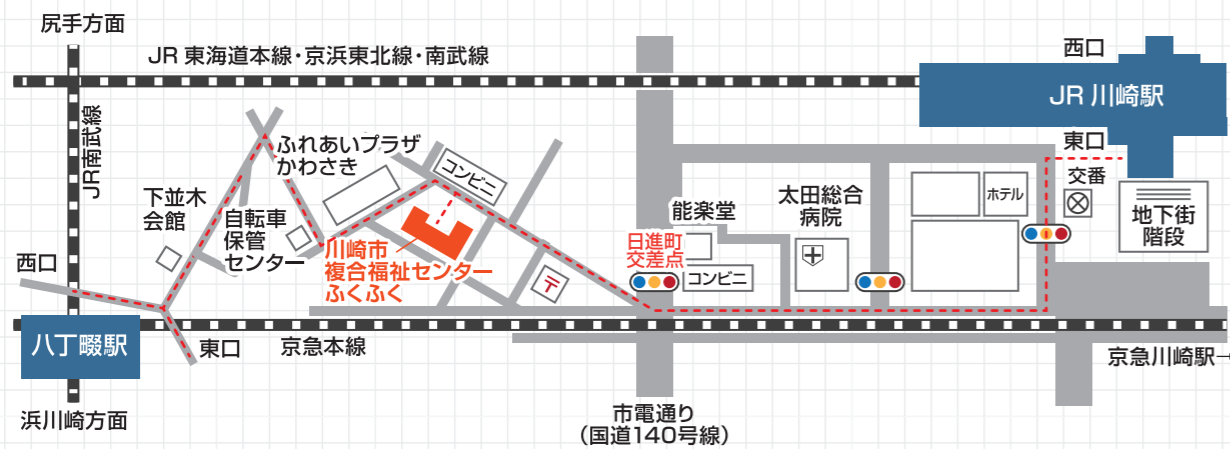 尻手方面
JR 東海道本線・京浜東北線・南武線
西口
JR 川崎駅
東口
交番
地下街
階段
ホテル
太田総合
病院
能楽堂
コンビニ
日進町
交差点
コンビニ
ふれあいプラザ
かわさき
JR南武線
下並木
会館
自転車
保管
センター
川崎市
複合福祉センター
ふくふく
〒
西口
八丁畷駅
東口
京急本線
京急川崎駅→
浜川崎方面
市電通り
（国道140号線）